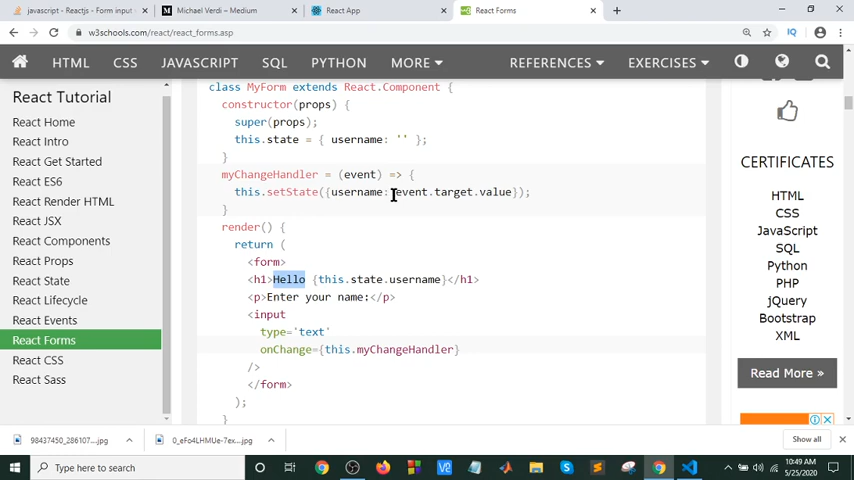 javascript - Reactjs - Form input v
Michael Verdi ~ Medium
React App
React Forms
w3schools.com/react/react_forms.asp
HTML CSS JAVASCRIPT SQL PYTHON MORE REFERENCES EXERCISES
React Tutorial
React Home
React Intro
React Get Started
React ES6
React Render HTML
React JSX
React Components
React Props
React State
React Lifecycle
React Events
React Forms
React CSS
React Sass
class MyForm extends React.Component {
constructor(props) {
super(props);
this.state = { username: '' };
}
myChangeHandler = (event) => {
this.setState({username: event.target.value});
}
render() {
return (
<form>
<h1>Hello {this.state.username}</h1>
<p>Enter your name:</p>
<input
type='text'
onChange={this.myChangeHandler}
/>
</form>
);
}
CERTIFICATES
HTML
CSS
JavaScript
SQL
Python
PHP
jQuery
Bootstrap
XML
Read More »
98437450_286107....jpg
0_eFo4LHMUe-7ex....jpg
Show all
Type here to search
10:49 AM
5/25/2020